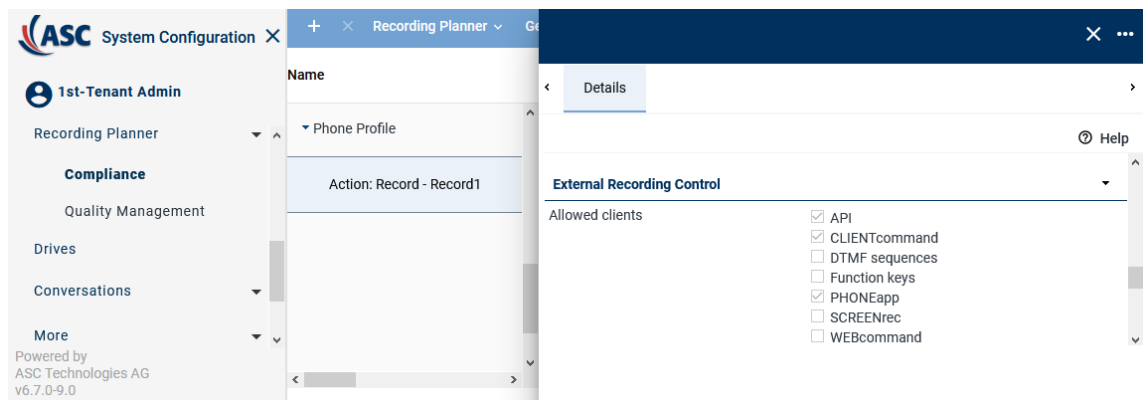 ASC System Configuration
1st-Tenant Admin
Recording Planner
Compliance
Quality Management
Drives
Conversations
More
Powered by
ASC Technologies AG
v6.7.0-9.0
Recording Planner
Ge
Name
Phone Profile
Action: Record - Record1
Details
Help
External Recording Control
Allowed clients
API
CLIENTcommand
DTMF sequences
Function keys
PHONEapp
SCREENrec
WEBcommand